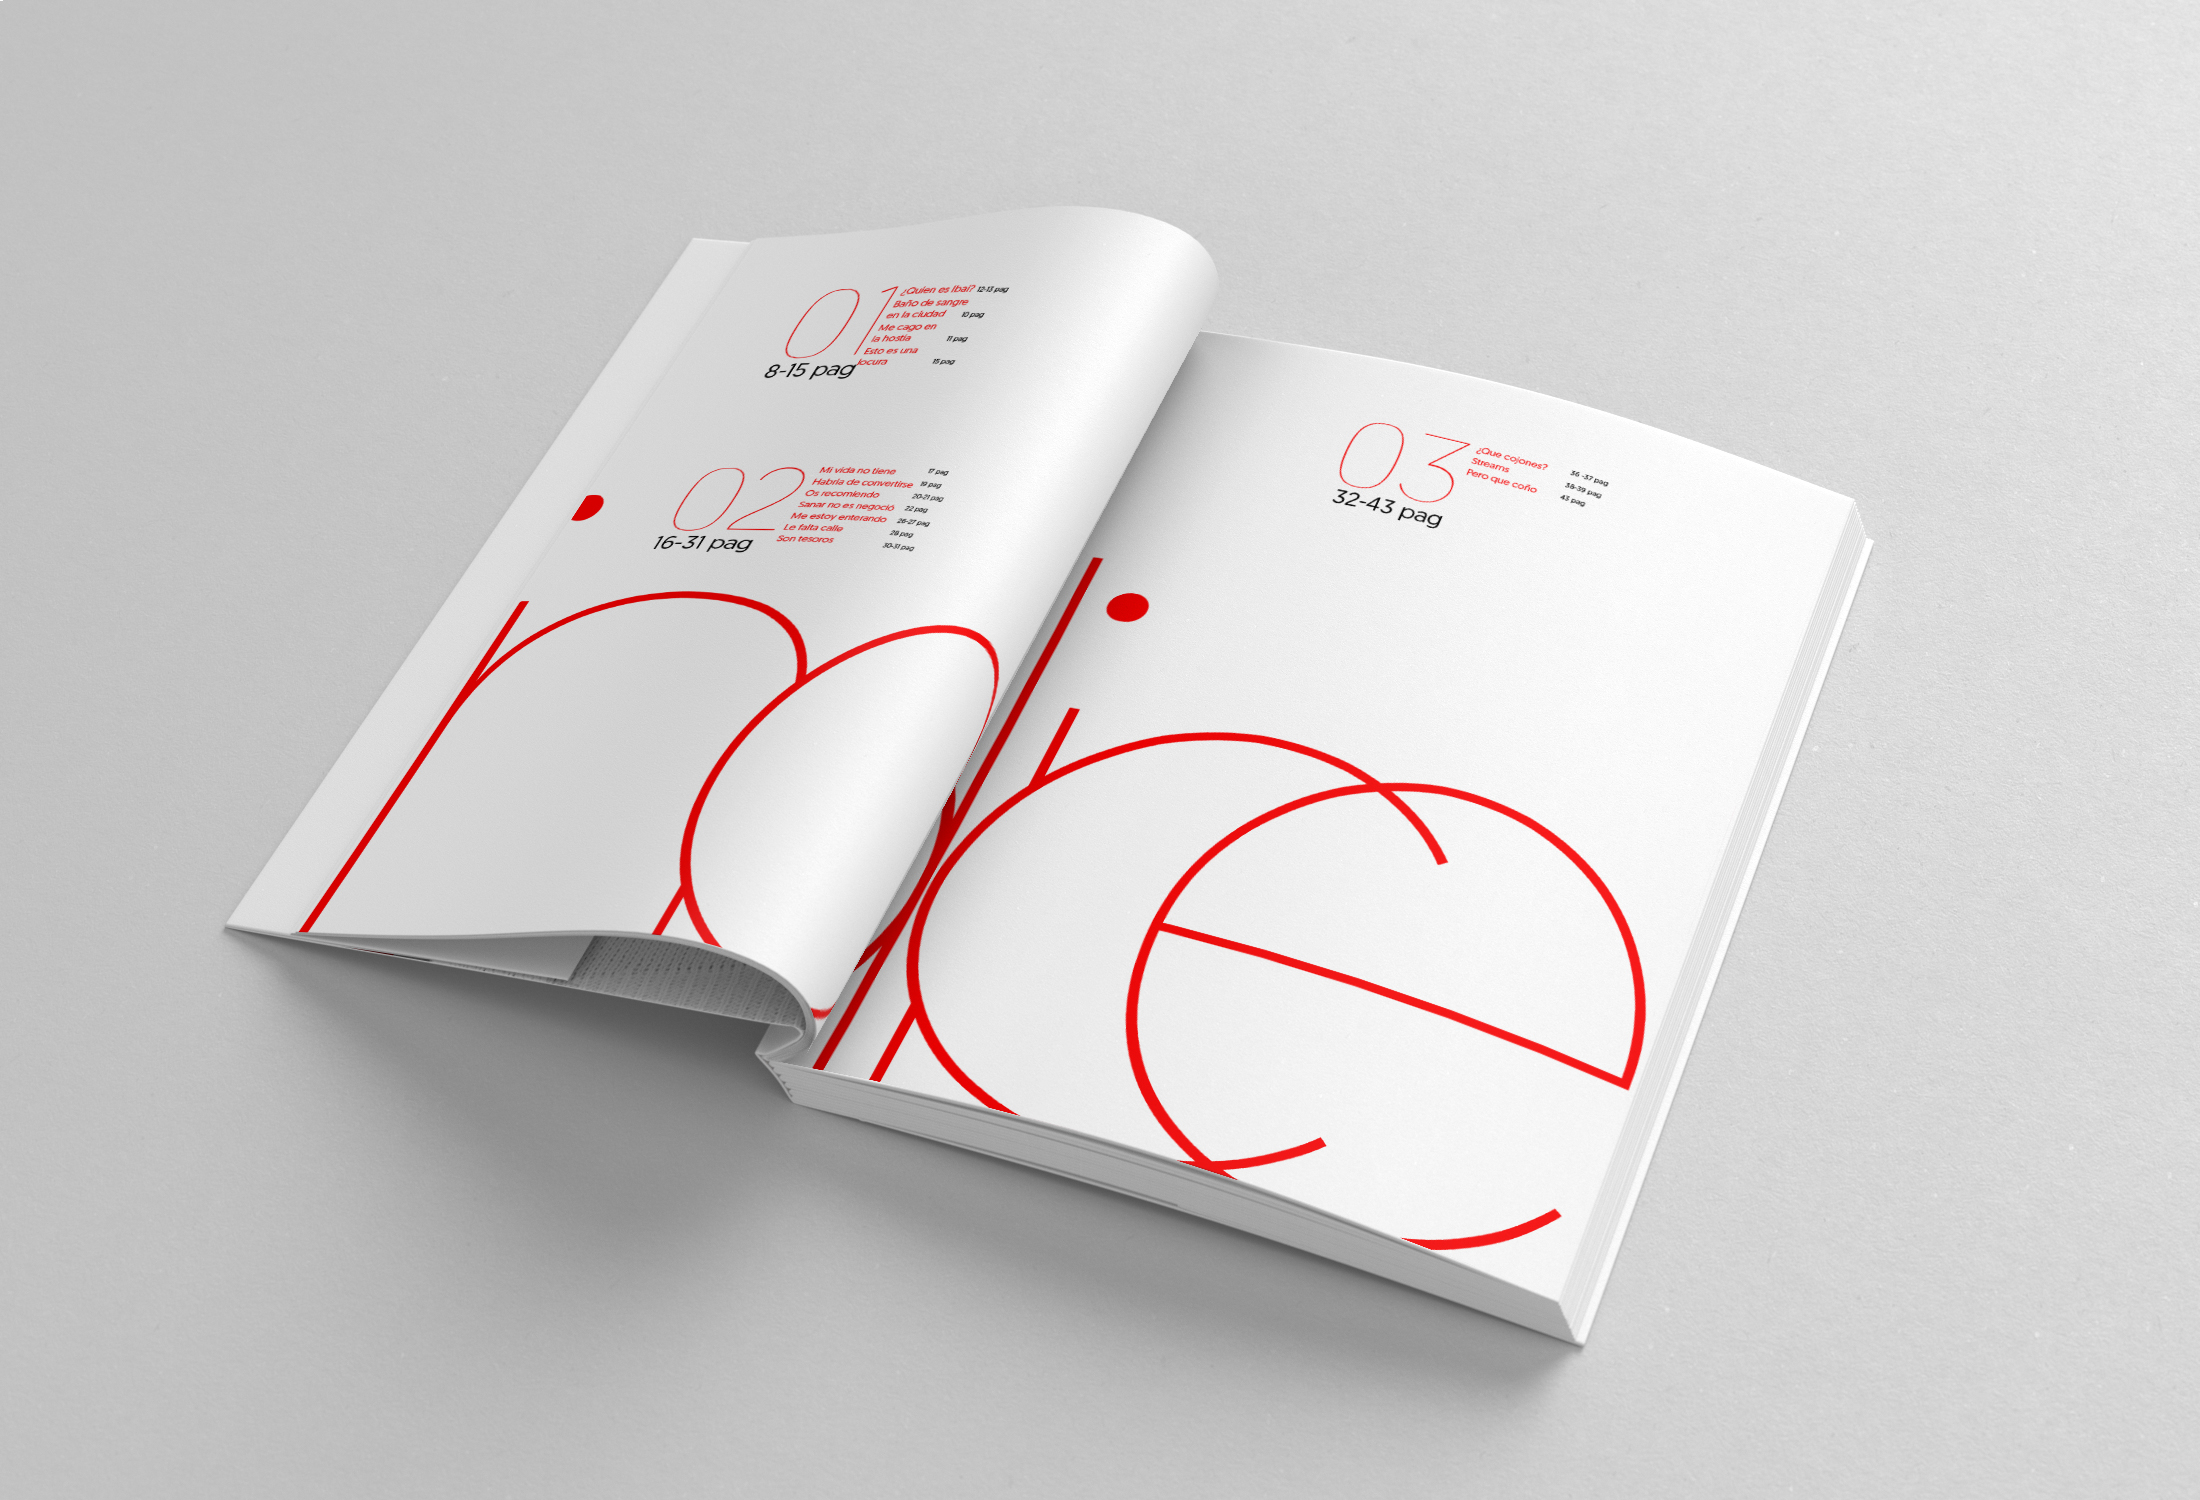 01
8-15 pag
¿Quien es Ibai? 12-13 pag
Baño de sangre
en la ciudad 10 pag
Me cago en
la hostia 11 pag
Esto es una
locura 15 pag
02
16-31 pag
Mi vida no tiene 17 pag
Habría de convertirse 19 pag
Os recomiendo 20-21 pag
Sanar no es negoció 22 pag
Me estoy enterando 26-27 pag
Le falta calle 28 pag
Son tesoros 30-31 pag
03
32-43 pag
¿Que cojones? 36 -37 pag
Streams 38-39 pag
Pero que coño 43 pag
indice